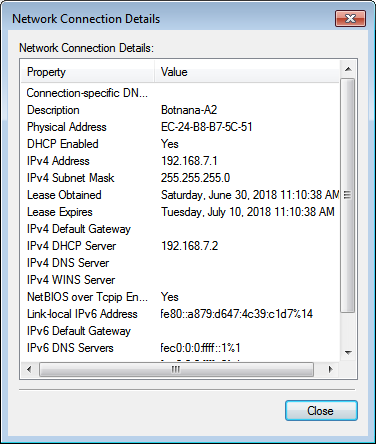 Network Connection Details
Network Connection Details:
Property Value
Connection-specific DN...
Description Botnana-A2
Physical Address EC-24-B8-B7-5C-51
DHCP Enabled Yes
IPv4 Address 192.168.7.1
IPv4 Subnet Mask 255.255.255.0
Lease Obtained Saturday, June 30, 2018 11:10:38 AM
Lease Expires Tuesday, July 10, 2018 11:10:38 AM
IPv4 Default Gateway
IPv4 DHCP Server 192.168.7.2
IPv4 DNS Server
IPv4 WINS Server
NetBIOS over Tcpip En... Yes
Link-local IPv6 Address fe80::a879:d647:4c39:c1d7%14
IPv6 Default Gateway
IPv6 DNS Servers fec0:0:0:ffff::1%1
Close